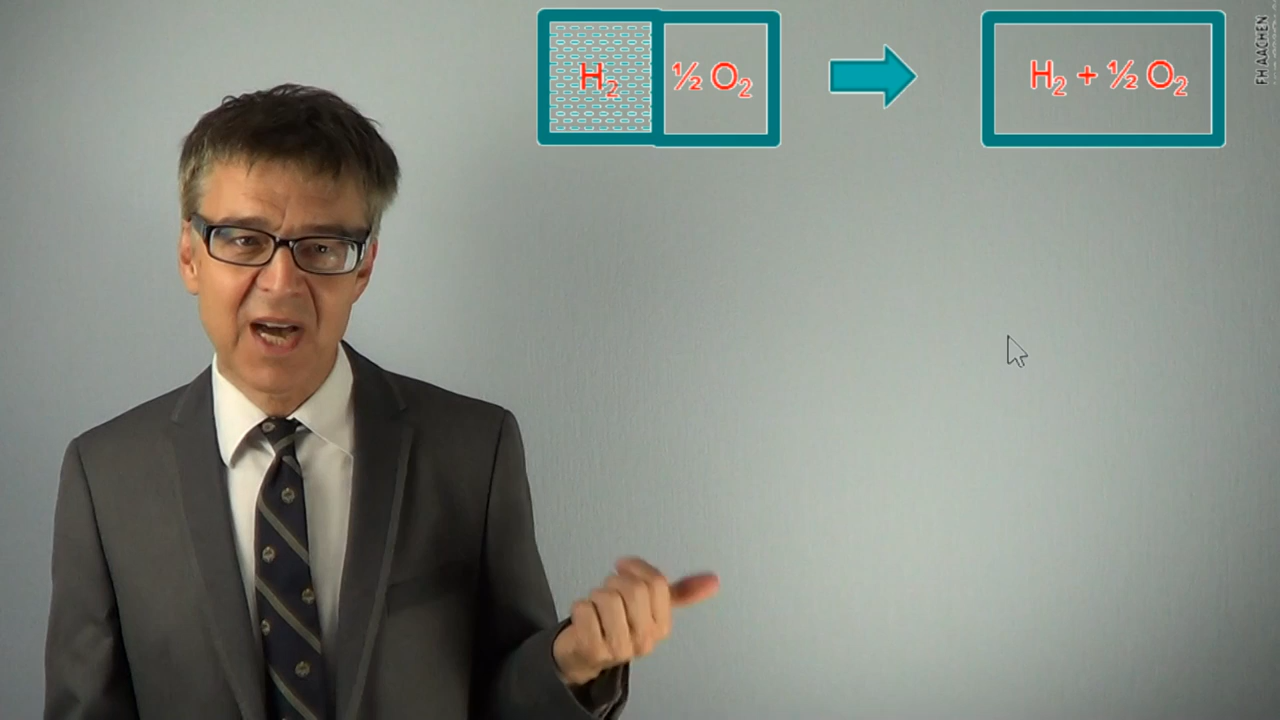 H₂ ½ O₂ H₂ + ½ O₂
FH AACHEN